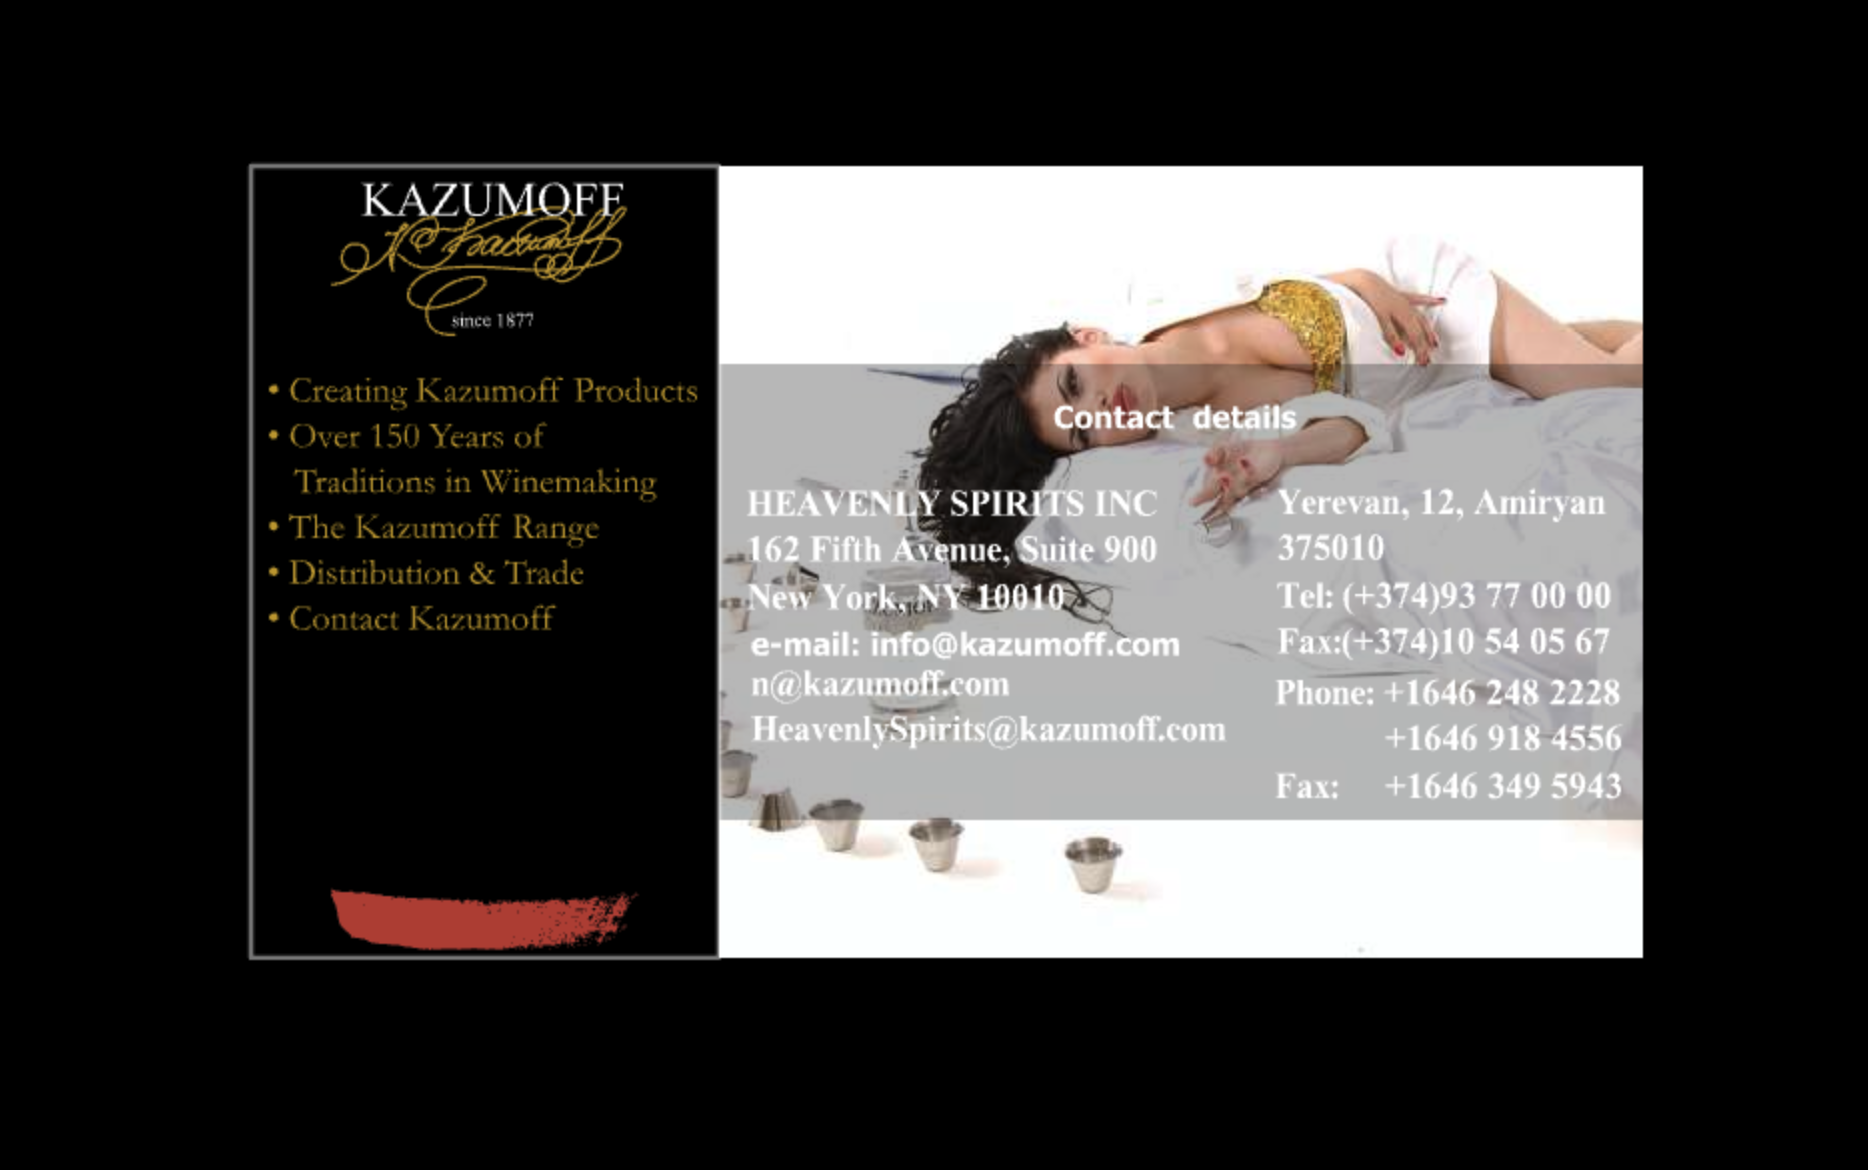 KAZUMOFF
Kazumoff
since 1877
• Creating Kazumoff Products
• Over 150 Years of
Traditions in Winemaking
• The Kazumoff Range
• Distribution & Trade
• Contact Kazumoff
Contact details
HEAVENLY SPIRITS INC
162 Fifth Avenue, Suite 900
New York, NY 10010
e-mail: info@kazumoff.com
n@kazumoff.com
HeavenlySpirits@kazumoff.com
Yerevan, 12, Amiryan
375010
Tel: (+374)93 77 00 00
Fax:(+374)10 54 05 67
Phone: +1646 248 2228
+1646 918 4556
Fax: +1646 349 5943